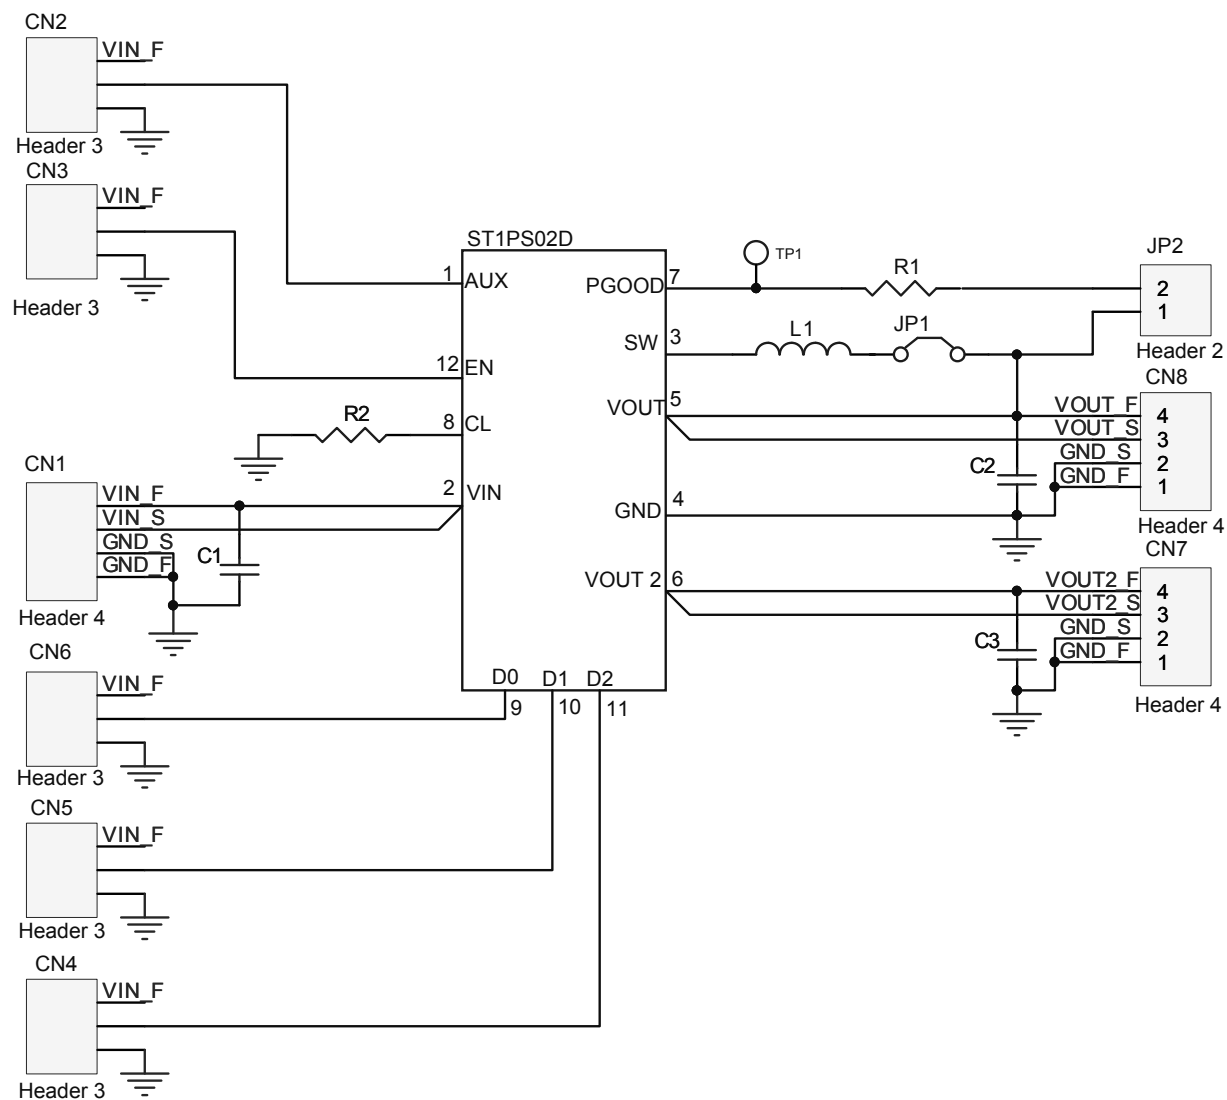 CN2
VIN_F
Header 3
CN3
VIN_F
Header 3
ST1PS02D
1 AUX
12 EN
8 CL
R2
2 VIN
PGOOD 7
TP1
R1
JP2
2
1
Header 2
SW 3
L1
JP1
VOUT 5
CN8
VOUT_F 4
VOUT_S 3
GND_S 2
GND_F 1
Header 4
C2
GND 4
CN1
VIN_F
VIN_S
GND_S
GND_F
C1
Header 4
VOUT 2 6
CN7
VOUT2_F 4
VOUT2_S 3
GND_S 2
GND_F 1
C3
Header 4
D0 D1 D2
9 10 11
CN6
VIN_F
Header 3
CN5
VIN_F
Header 3
CN4
VIN_F
Header 3